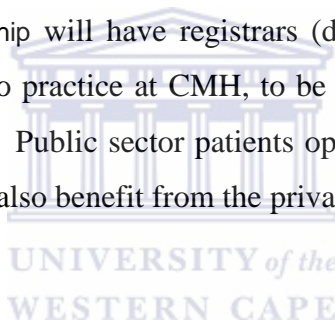 ship will have registrars (d
o practice at CMH, to be
Public sector patients op
also benefit from the priva
UNIVERSITY of the
WESTERN CAPE